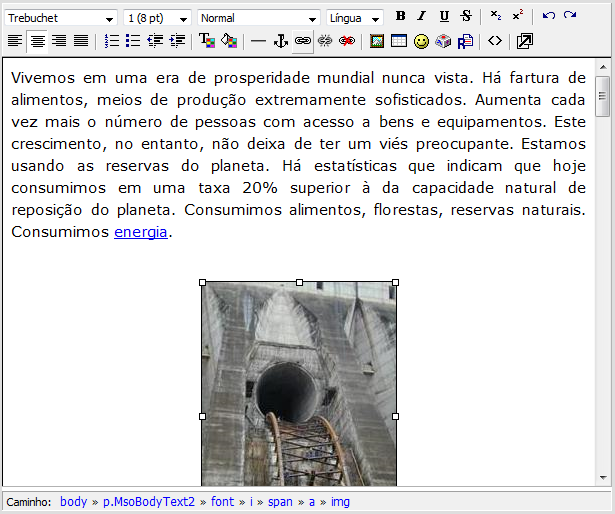 Trebuchet 1 (8 pt) Normal Língua B I U S x₂ x²
Vivemos em uma era de prosperidade mundial nunca vista. Há fartura de
alimentos, meios de produção extremamente sofisticados. Aumenta cada
vez mais o número de pessoas com acesso a bens e equipamentos. Este
crescimento, no entanto, não deixa de ter um viés preocupante. Estamos
usando as reservas do planeta. Há estatísticas que indicam que hoje
consumimos em uma taxa 20% superior à da capacidade natural de
reposição do planeta. Consumimos alimentos, florestas, reservas naturais.
Consumimos energia.
Caminho: body » p.MsoBodyText2 » font » i » span » a » img